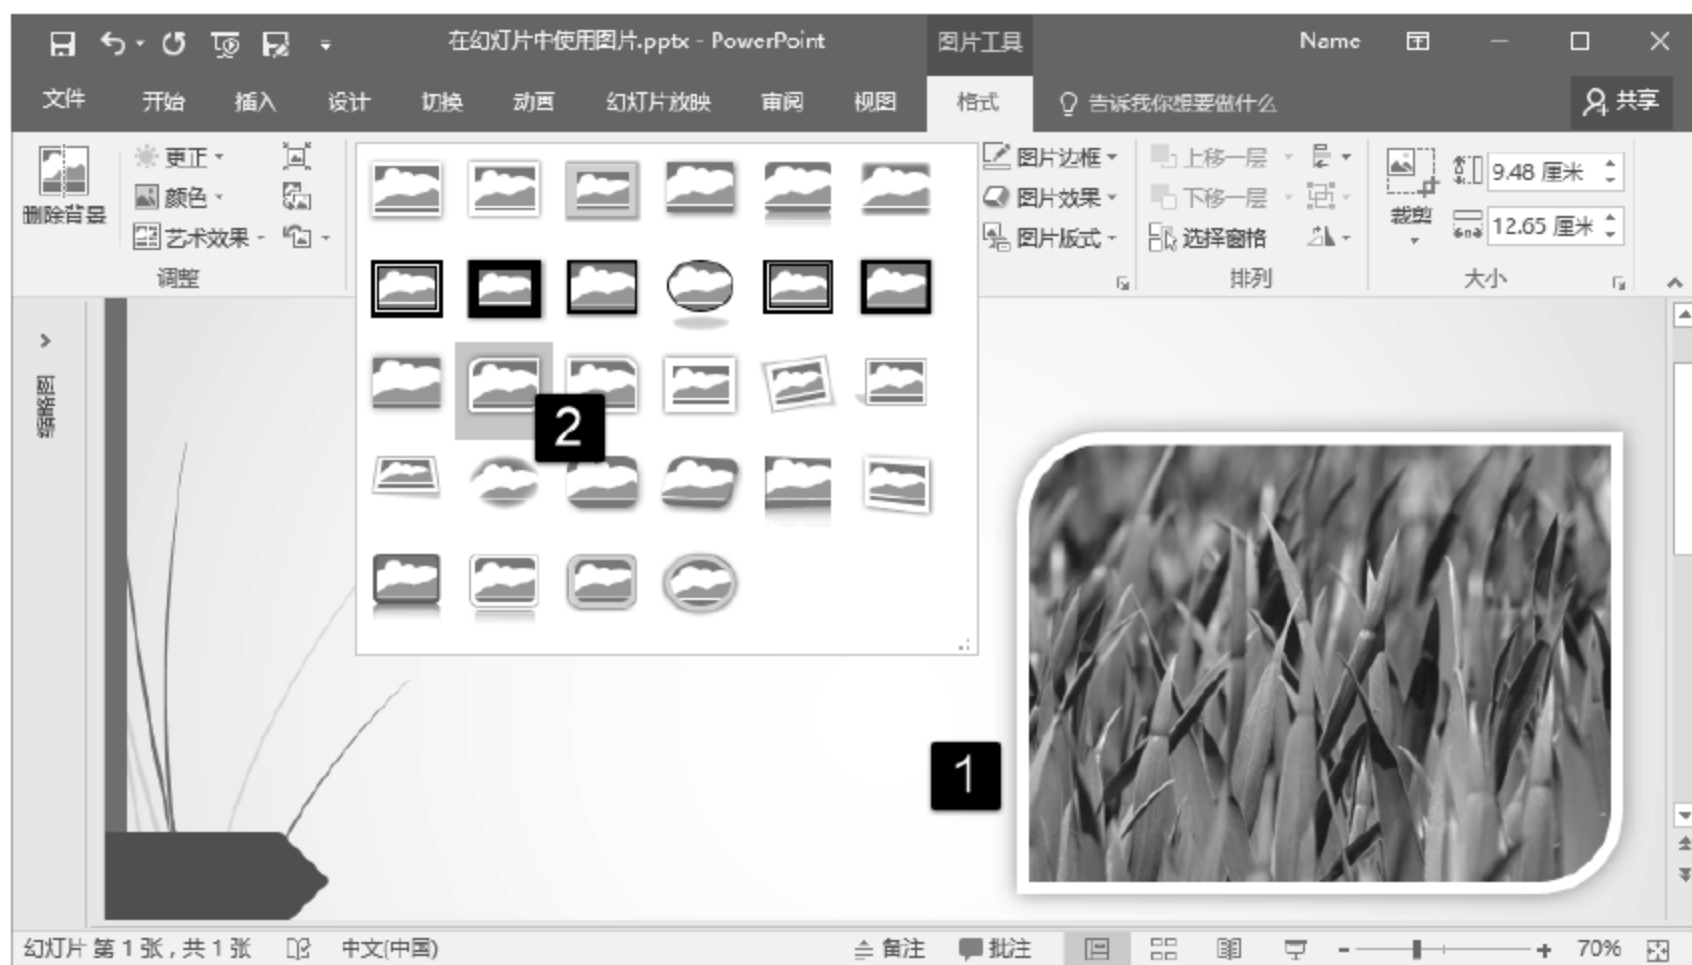 在幻灯片中使用图片.pptx - PowerPoint
图片工具
Name
文件 开始 插入 设计 切换 动画 幻灯片放映 审阅 视图 格式 告诉我你想要做什么 共享
删除背景
更正
颜色
艺术效果
调整
图片边框
图片效果
图片版式
上移一层
下移一层
选择窗格
排列
裁剪
9.48 厘米
12.65 厘米
大小
缩略图
2
1
幻灯片 第 1 张，共 1 张 中文(中国) 备注 批注 70%